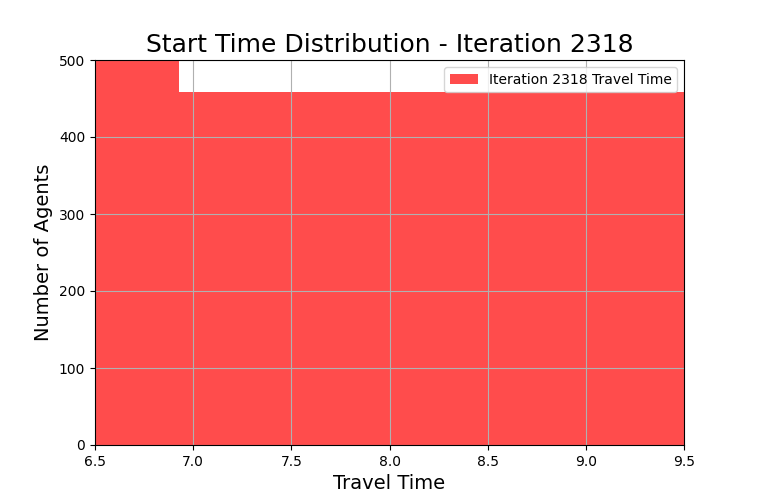 Start Time Distribution - Iteration 2318
Iteration 2318 Travel Time
Number of Agents
500
400
300
200
100
0
6.5 7.0 7.5 8.0 8.5 9.0 9.5
Travel Time